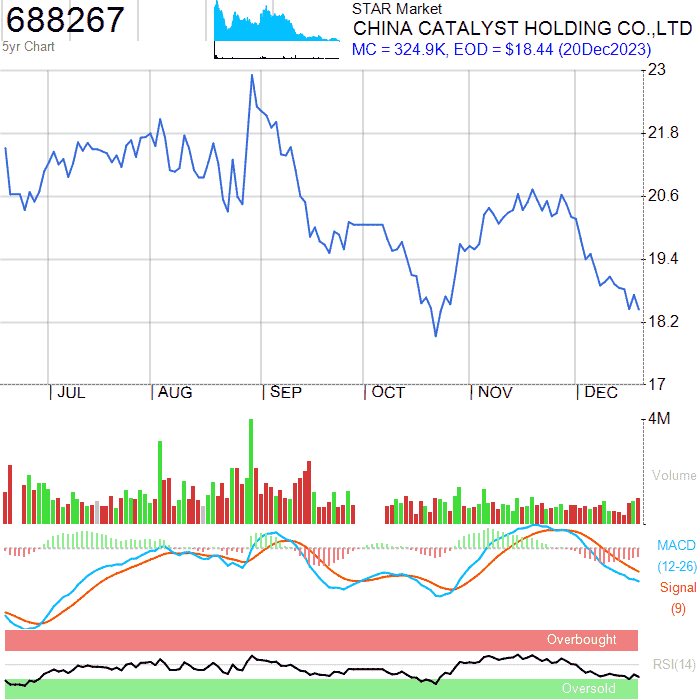 688267
5yr Chart
STAR Market
CHINA CATALYST HOLDING CO.,LTD
MC = 324.9K, EOD = $18.44 (20Dec2023)
23
21.8
20.6
19.4
18.2
17
JUL AUG SEP OCT NOV DEC
4M
Volume
MACD
(12-26)
Signal
(9)
Overbought
RSI(14)
Oversold